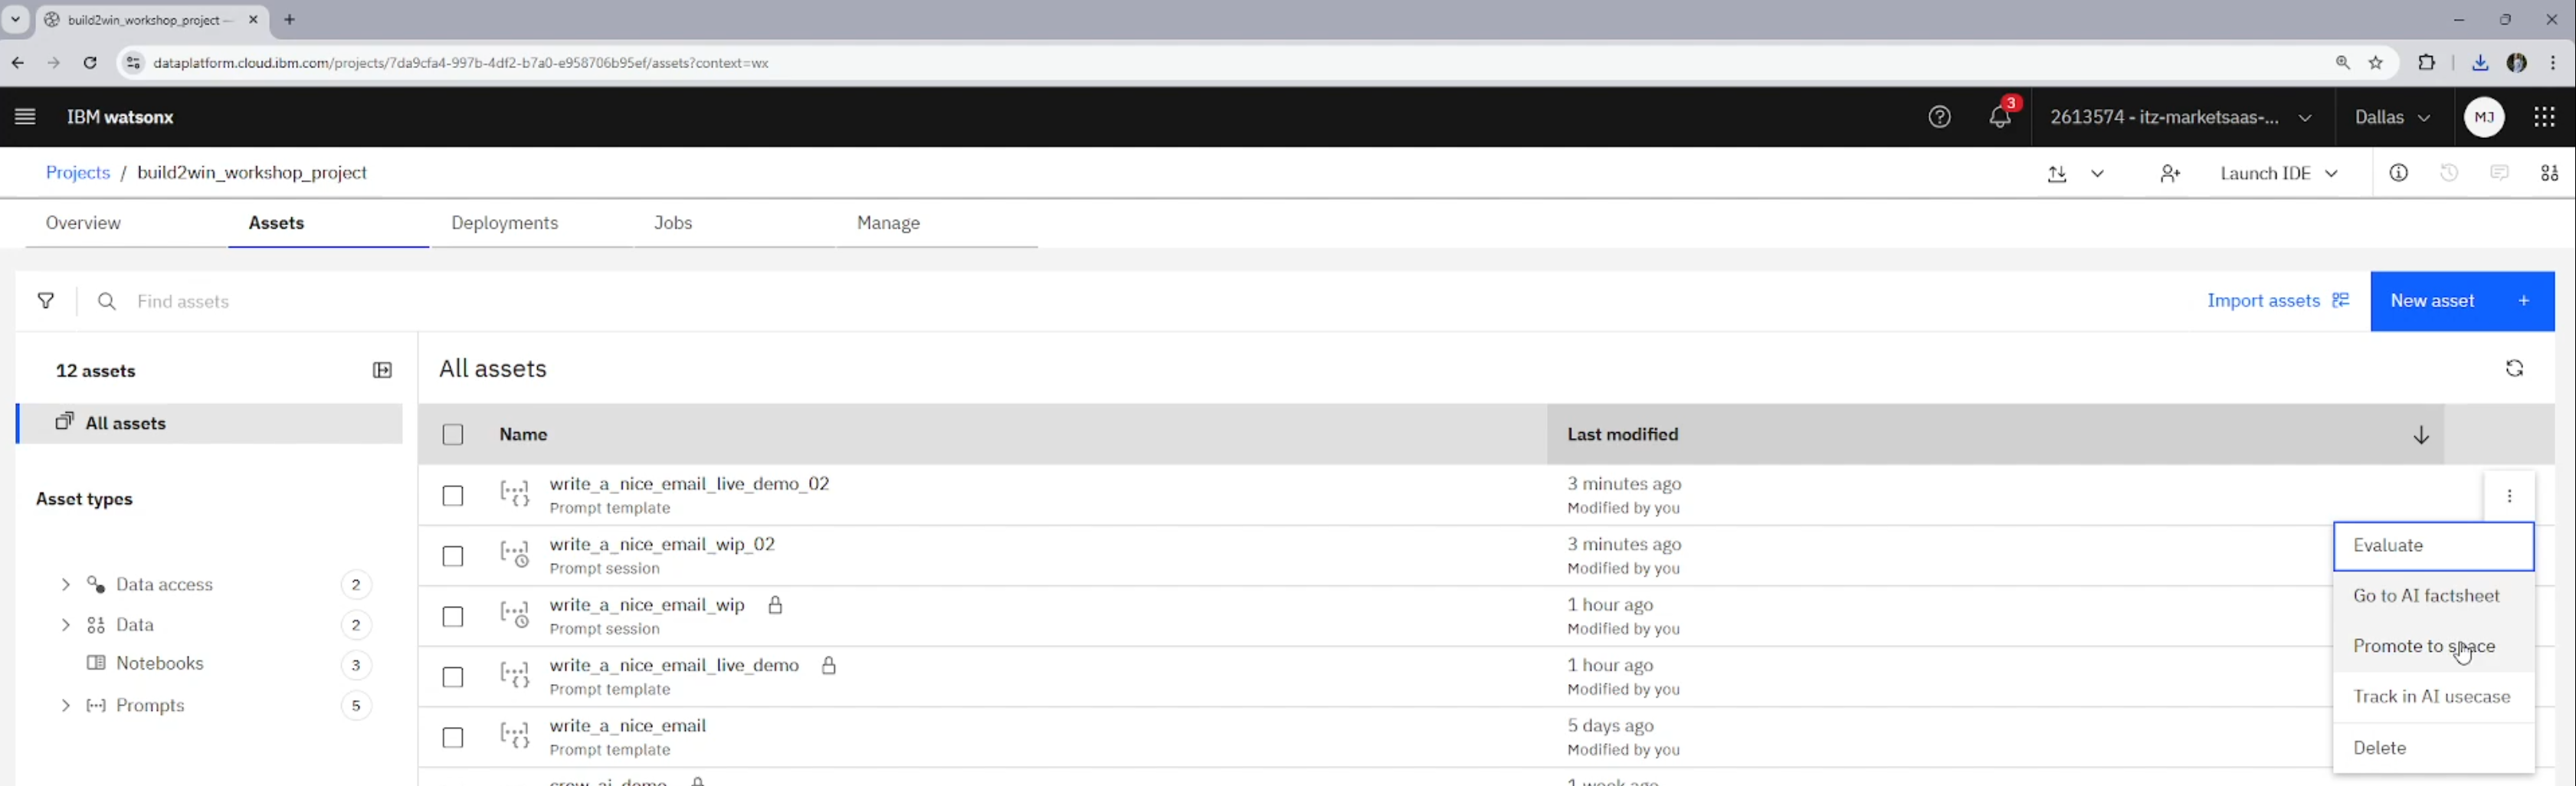 build2win_workshop_project —
dataplatform.cloud.ibm.com/projects/7da9cfa4-997b-4df2-b7a0-e958706b95ef/assets?context=wx
IBM watsonx
3
2613574 - itz-marketsaas-...
Dallas
MJ
Projects / build2win_workshop_project
Launch IDE
Overview
Assets
Deployments
Jobs
Manage
Find assets
Import assets
New asset +
12 assets
All assets
All assets
Name
Last modified
Asset types
Data access 2
Data 2
Notebooks 3
Prompts 5
write_a_nice_email_live_demo_02
Prompt template
3 minutes ago
Modified by you
write_a_nice_email_wip_02
Prompt session
3 minutes ago
Modified by you
write_a_nice_email_wip
Prompt session
1 hour ago
Modified by you
write_a_nice_email_live_demo
Prompt template
1 hour ago
Modified by you
write_a_nice_email
Prompt template
5 days ago
Modified by you
crew_ai_demo
1 week ago
Evaluate
Go to AI factsheet
Promote to space
Track in AI usecase
Delete